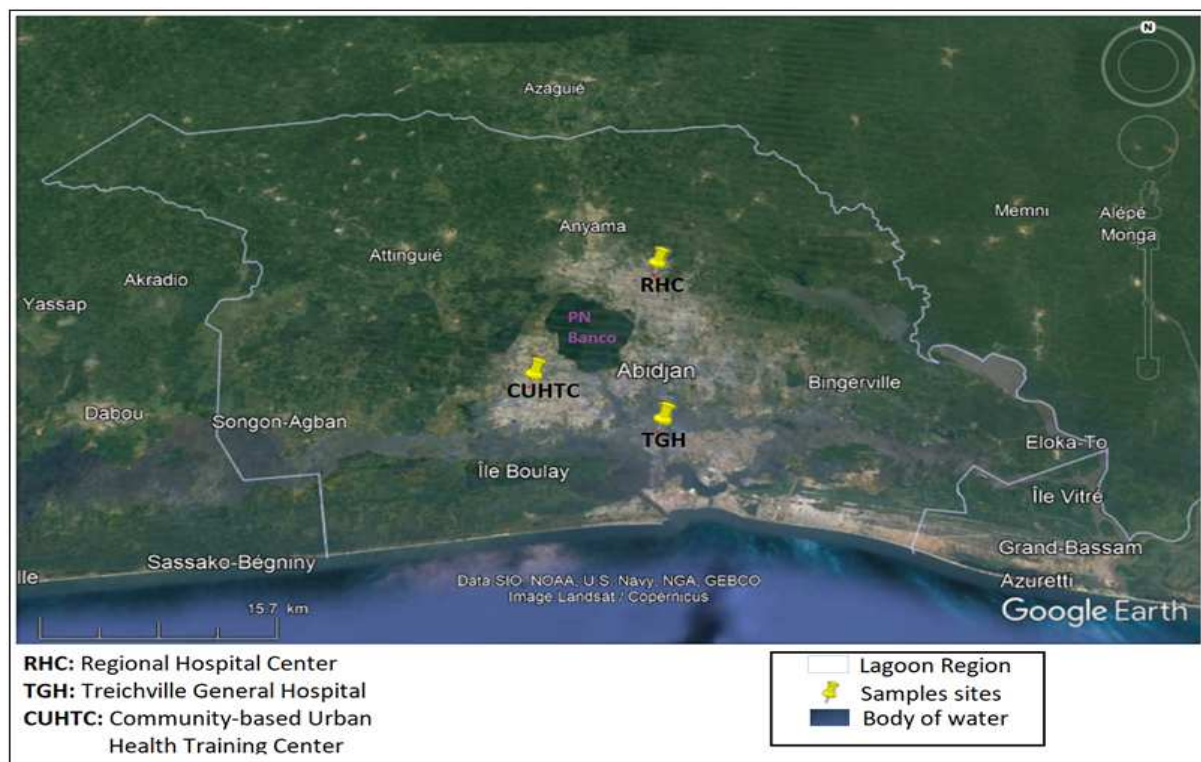 N
Azaguié
Memni
Alépé
Monga
Anyama
Attinguié
Akradio
RHC
Yassap
PN
Banco
Abidjan
CUHTC
Bingerville
Dabou
Songon-Agban
TGH
Eloka-To
Île Boulay
Île Vitré
Grand-Bassam
Sassako-Bégniny
lle
Azuretti
Data SIO, NOAA, U.S. Navy, NGA, GEBCO
Image Landsat / Copernicus
15.7 km
Google Earth
RHC: Regional Hospital Center
TGH: Treichville General Hospital
CUHTC: Community-based Urban
Health Training Center
Lagoon Region
Samples sites
Body of water